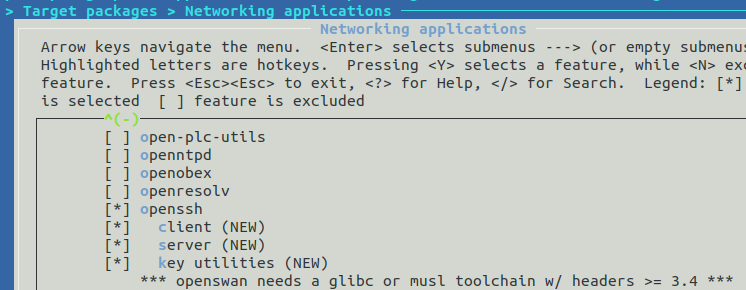 > Target packages > Networking applications
Networking applications
Arrow keys navigate the menu. <Enter> selects submenus ---> (or empty submenus
Highlighted letters are hotkeys. Pressing <Y> selects a feature, while <N> exc
feature. Press <Esc><Esc> to exit, <?> for Help, </> for Search. Legend: [*]
is selected [ ] feature is excluded
^(-)
[ ] open-plc-utils
[ ] openntpd
[ ] openobex
[ ] openresolv
[*] openssh
[*] client (NEW)
[*] server (NEW)
[*] key utilities (NEW)
*** openswan needs a glibc or musl toolchain w/ headers >= 3.4 ***